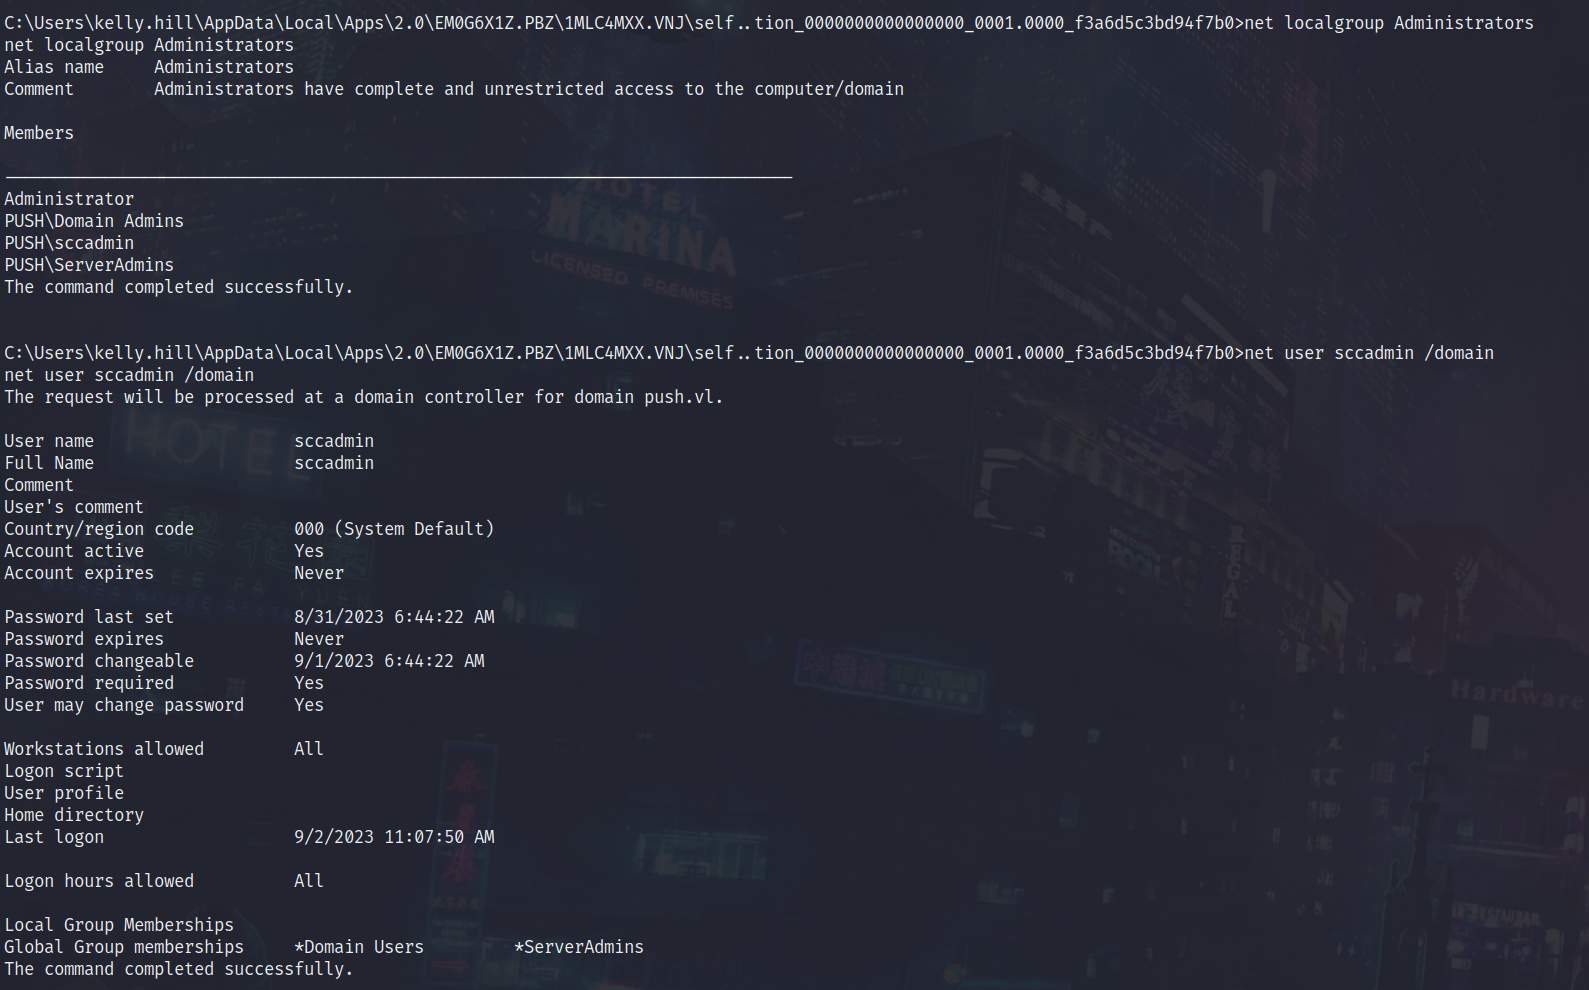 C:\Users\kelly.hill\AppData\Local\Apps\2.0\EM0G6X1Z.PBZ\1MLC4MXX.VNJ\self..tion_0000000000000000_0001.0000_f3a6d5c3bd94f7b0>net localgroup Administrators
net localgroup Administrators
Alias name     Administrators
Comment        Administrators have complete and unrestricted access to the computer/domain
Members
Administrator
PUSH\Domain Admins
PUSH\sccadmin
PUSH\ServerAdmins
The command completed successfully.
C:\Users\kelly.hill\AppData\Local\Apps\2.0\EM0G6X1Z.PBZ\1MLC4MXX.VNJ\self..tion_0000000000000000_0001.0000_f3a6d5c3bd94f7b0>net user sccadmin /domain
net user sccadmin /domain
The request will be processed at a domain controller for domain push.vl.
User name                    sccadmin
Full Name                    sccadmin
Comment
User's comment
Country/region code          000 (System Default)
Account active               Yes
Account expires              Never
Password last set            8/31/2023 6:44:22 AM
Password expires             Never
Password changeable          9/1/2023 6:44:22 AM
Password required            Yes
User may change password     Yes
Workstations allowed         All
Logon script
User profile
Home directory
Last logon                   9/2/2023 11:07:50 AM
Logon hours allowed          All
Local Group Memberships
Global Group memberships     *Domain Users         *ServerAdmins
The command completed successfully.
HOTEL
MARINA
LICENSED PREMISES
HOTEL
REGAL
Hardware